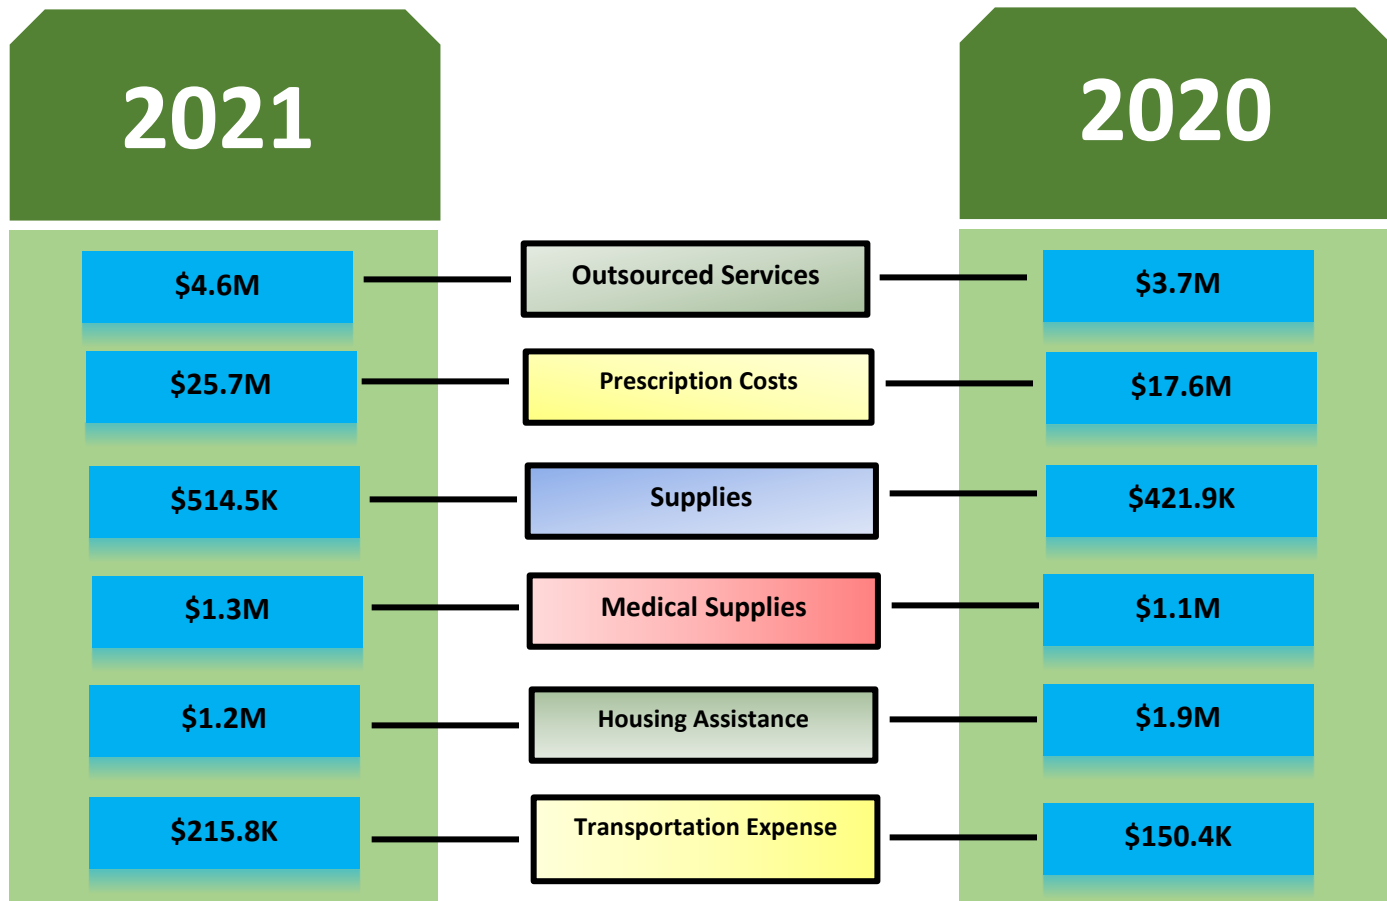 2021
2020
$4.6M
Outsourced Services
$3.7M
$25.7M
Prescription Costs
$17.6M
$514.5K
Supplies
$421.9K
$1.3M
Medical Supplies
$1.1M
$1.2M
Housing Assistance
$1.9M
$215.8K
Transportation Expense
$150.4K